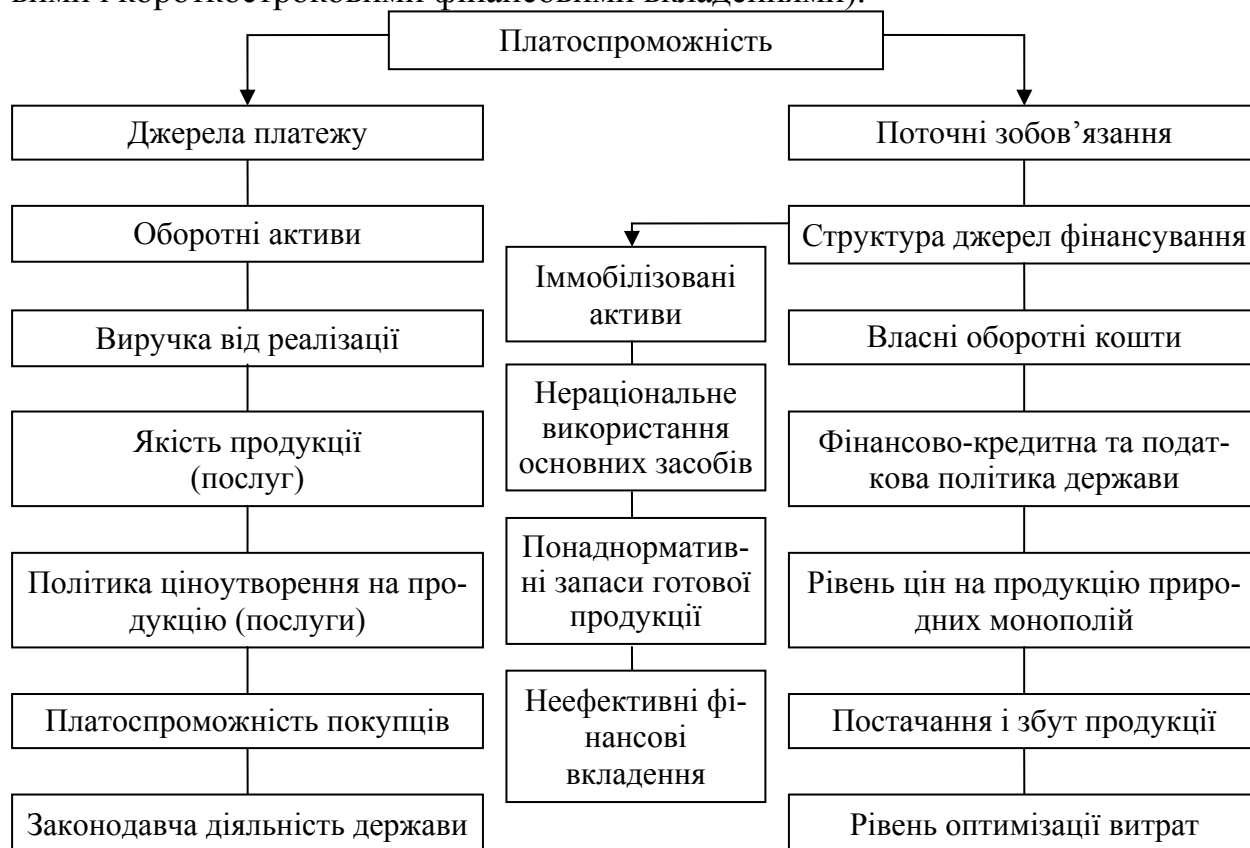 вими і короткостроковими фінансовими вкладеннями).
Платоспроможність
Джерела платежу
Оборотні активи
Виручка від реалізації
Якість продукції
(послуг)
Політика ціноутворення на про-
дукцію (послуги)
Платоспроможність покупців
Законодавча діяльність держави
Іммобілізовані
активи
Нераціональне
використання
основних засобів
Понаднорматив-
ні запаси готової
продукції
Неефективні фі-
нансові
вкладення
Поточні зобов’язання
Структура джерел фінансування
Власні оборотні кошти
Фінансово-кредитна та подат-
кова політика держави
Рівень цін на продукцію приро-
дних монополій
Постачання і збут продукції
Рівень оптимізації витрат